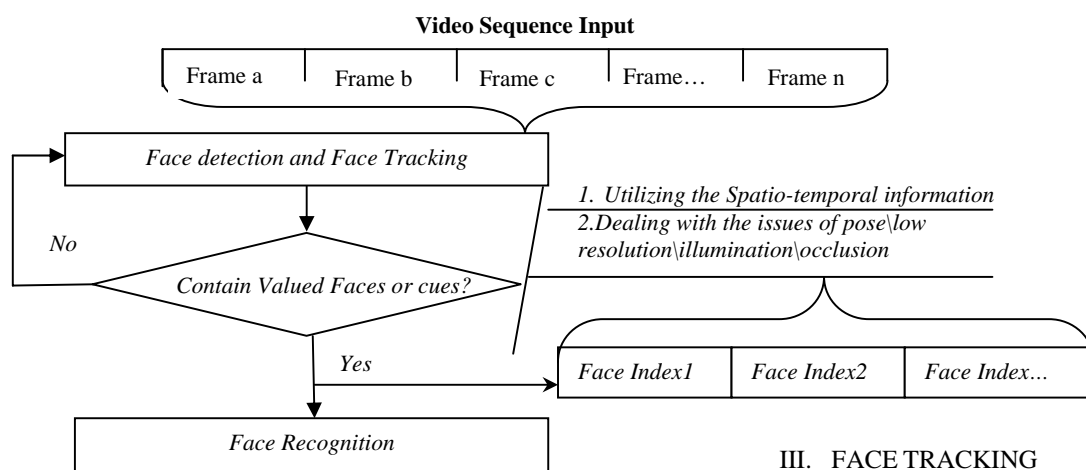 Video Sequence Input
Frame a Frame b Frame c Frame… Frame n
Face detection and Face Tracking
1. Utilizing the Spatio-temporal information
2.Dealing with the issues of pose\low
resolution\illumination\occlusion
No
Contain Valued Faces or cues?
Yes
Face Index1 Face Index2 Face Index…
Face Recognition
III. FACE TRACKING